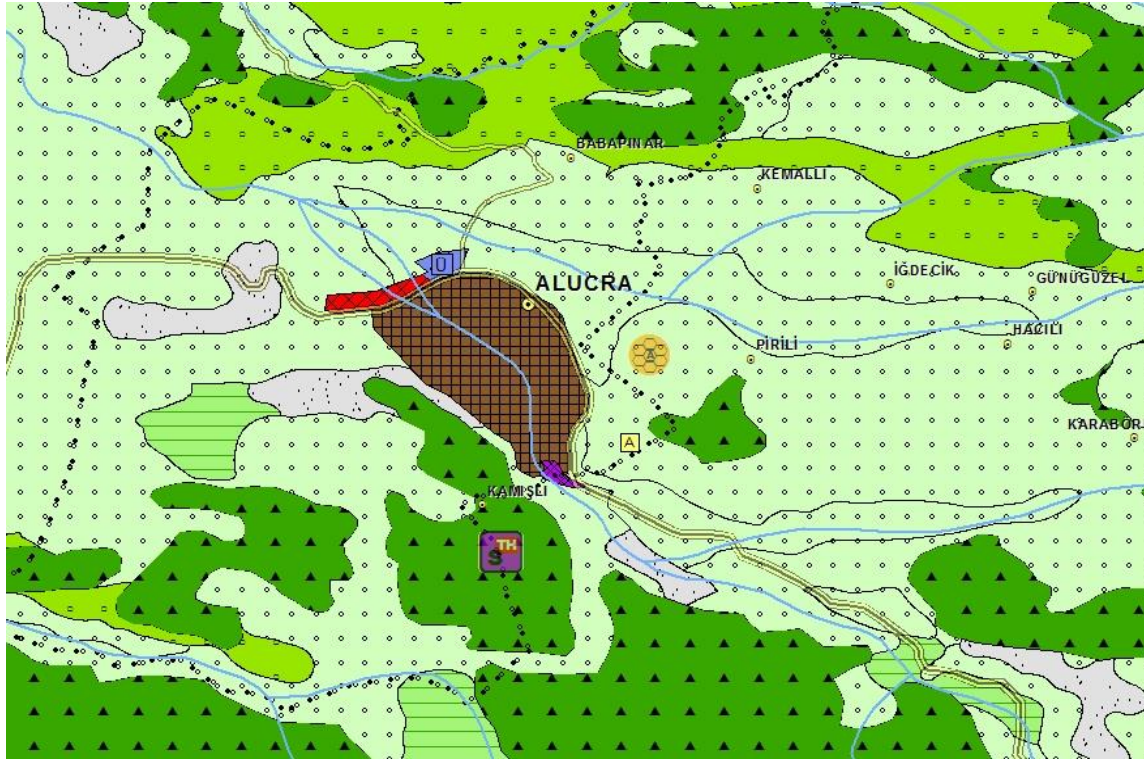 BABAPINAR
KEMALLI
Ü
ALUCRA
İĞDECİK
GÜNÜGÜZEL
HACILI
A
PİRİLİ
KARABÖR
A
KAMIŞLI
TH
S